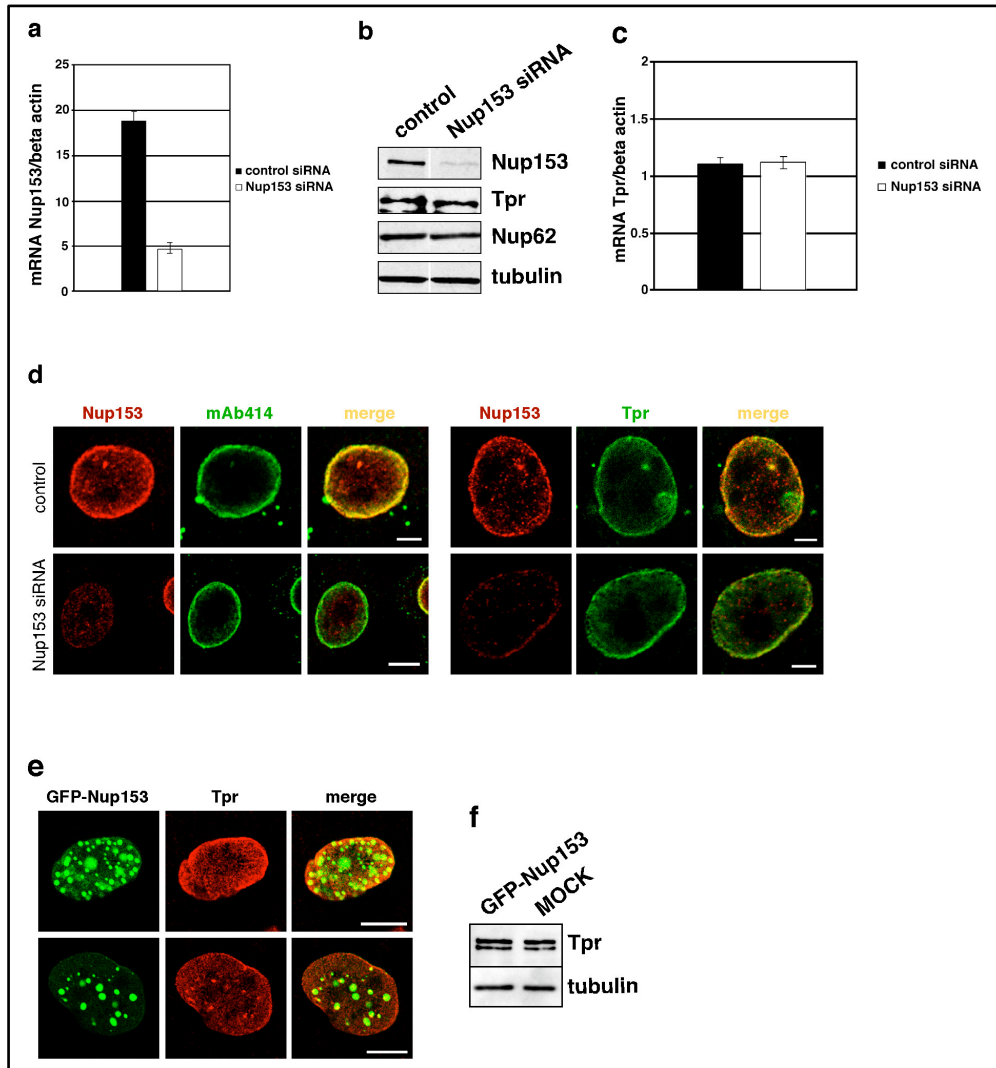 a
mRNA Nup153/beta actin
25
20
15
10
5
0
control siRNA
Nup153 siRNA
b
control
Nup153 siRNA
Nup153
Tpr
Nup62
tubulin
c
mRNA Tpr/beta actin
2
1.5
1
0.5
0
control siRNA
Nup153 siRNA
d
Nup153 mAb414 merge
Nup153 Tpr merge
control
Nup153 siRNA
e
GFP-Nup153 Tpr merge
f
GFP-Nup153
MOCK
Tpr
tubulin